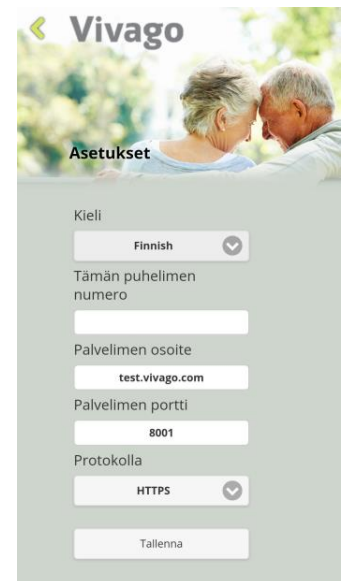 Vivago
Asetukset
Kieli
Finnish
Tämän puhelimen
numero
Palvelimen osoite
test.vivago.com
Palvelimen portti
8001
Protokolla
HTTPS
Tallenna